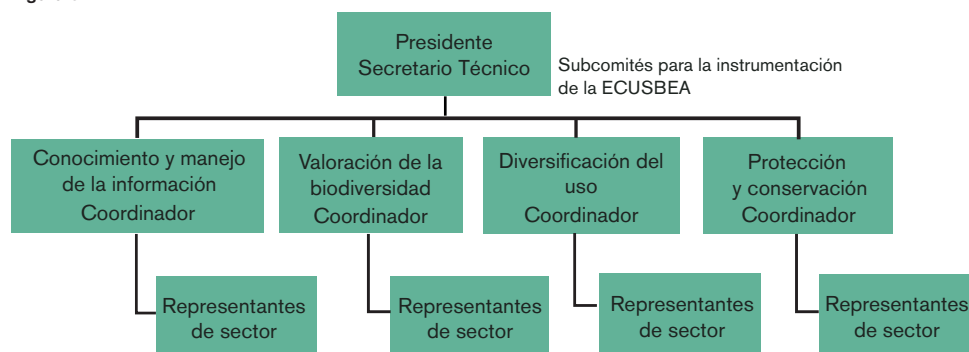 Presidente
Secretario Técnico
Subcomités para la instrumentación
de la ECUSBEA
Conocimiento y manejo
de la información
Coordinador
Valoración de la
biodiversidad
Coordinador
Diversificación del
uso
Coordinador
Protección
y conservación
Coordinador
Representantes
de sector
Representantes
de sector
Representantes
de sector
Representantes
de sector